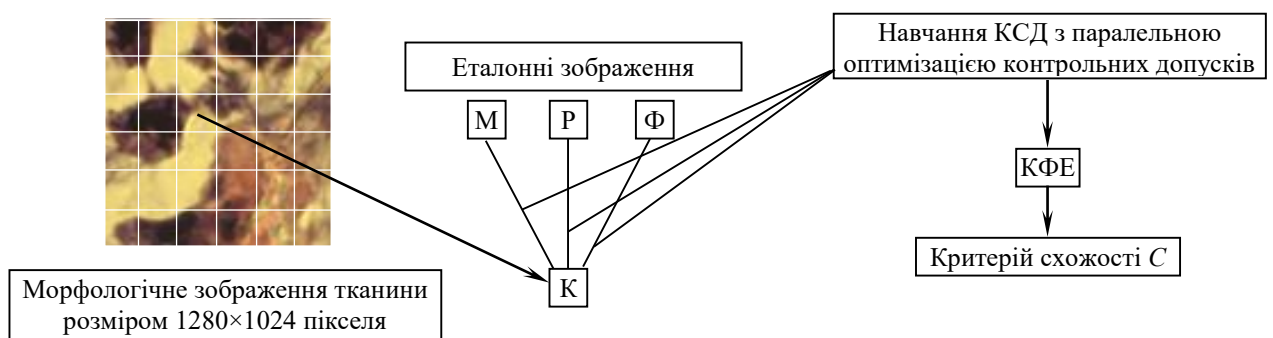 Морфологічне зображення тканини
розміром 1280×1024 пікселя
Еталонні зображення
М Р Ф
К
Навчання КСД з паралельною
оптимізацією контрольних допусків
КФЕ
Критерій схожості C